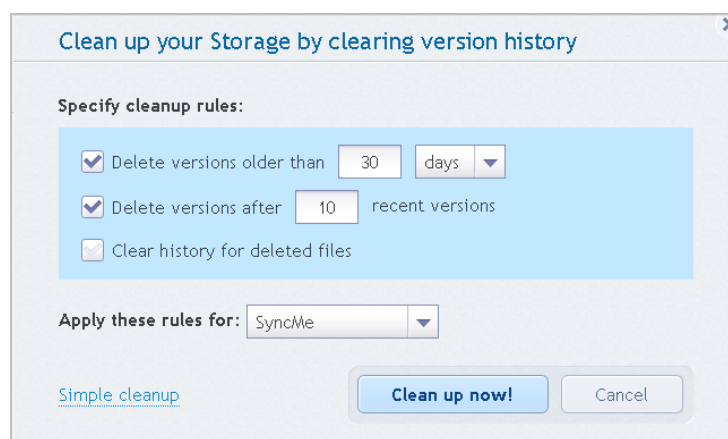 Clean up your Storage by clearing version history
Specify cleanup rules:
Delete versions older than 30 days
Delete versions after 10 recent versions
Clear history for deleted files
Apply these rules for: SyncMe
Simple cleanup Clean up now! Cancel